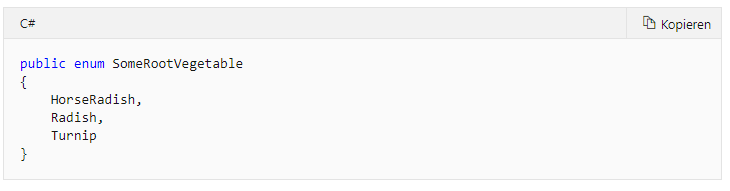 C#
Kopieren
public enum SomeRootVegetable
{
    HorseRadish,
    Radish,
    Turnip
}